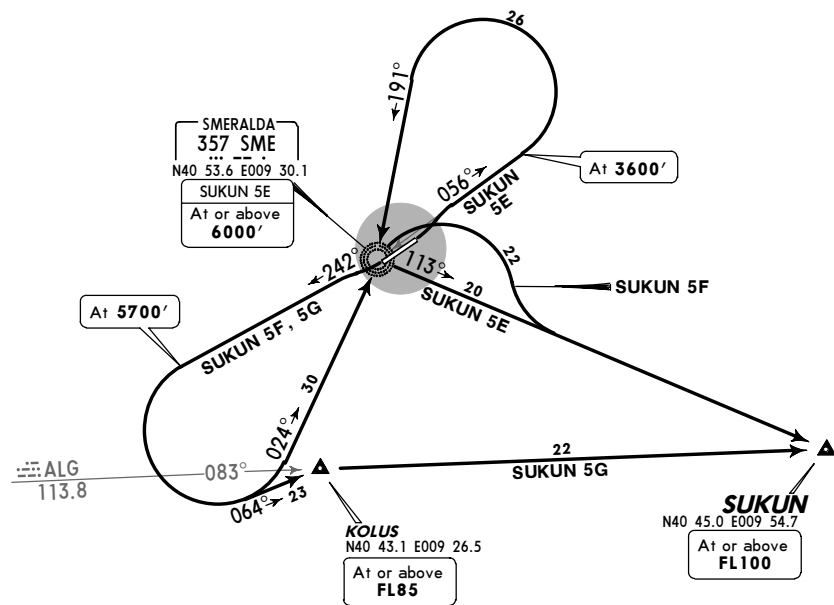 26
←191°
SMERALDA
357 SME
N40 53.6 E009 30.1
SUKUN 5E
At or above
6000'
056°→
SUKUN
5E
At 3600'
←242°
113°→
22
20
SUKUN 5E
SUKUN 5F
At 5700'
SUKUN 5F, 5G
30
024°→
ALG
113.8
083°
064°→
23
22
SUKUN 5G
KOLUS
N40 43.1 E009 26.5
At or above
FL85
SUKUN
N40 45.0 E009 54.7
At or above
FL100